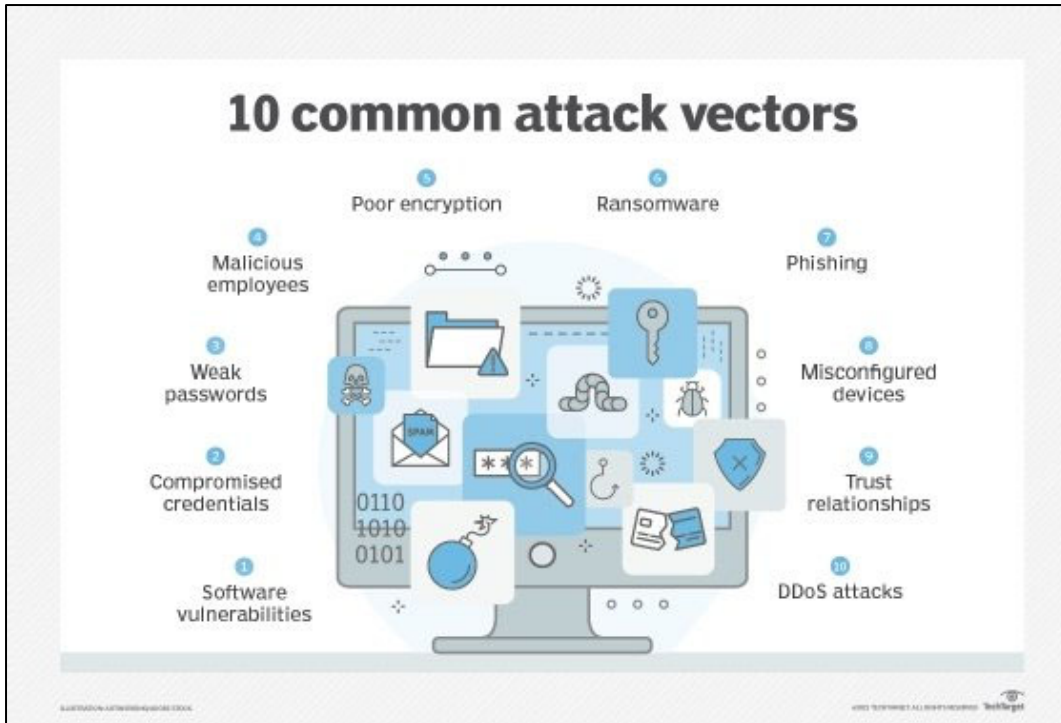 10 common attack vectors
5
Poor encryption
6
Ransomware
4
Malicious
employees
7
Phishing
3
Weak
passwords
8
Misconfigured
devices
2
Compromised
credentials
9
Trust
relationships
1
Software
vulnerabilities
10
DDoS attacks
SPAM
***
0110
1010
0101
TechTarget